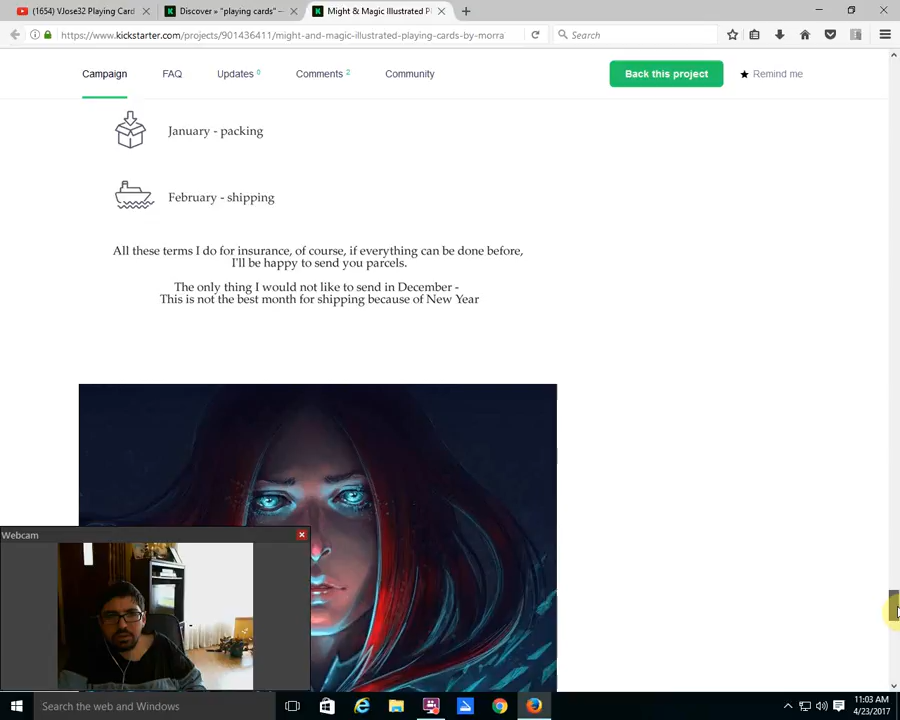 (1654) VJose32 Playing Card
Discover » "playing cards" —
Might & Magic Illustrated P
https://www.kickstarter.com/projects/901436411/might-and-magic-illustrated-playing-cards-by-morra
Search
Campaign
FAQ
Updates 0
Comments 2
Community
Back this project
Remind me
January - packing
February - shipping
All these terms I do for insurance, of course, if everything can be done before,
I'll be happy to send you parcels.
The only thing I would not like to send in December -
This is not the best month for shipping because of New Year
Webcam
Search the web and Windows
11:03 AM
4/23/2017